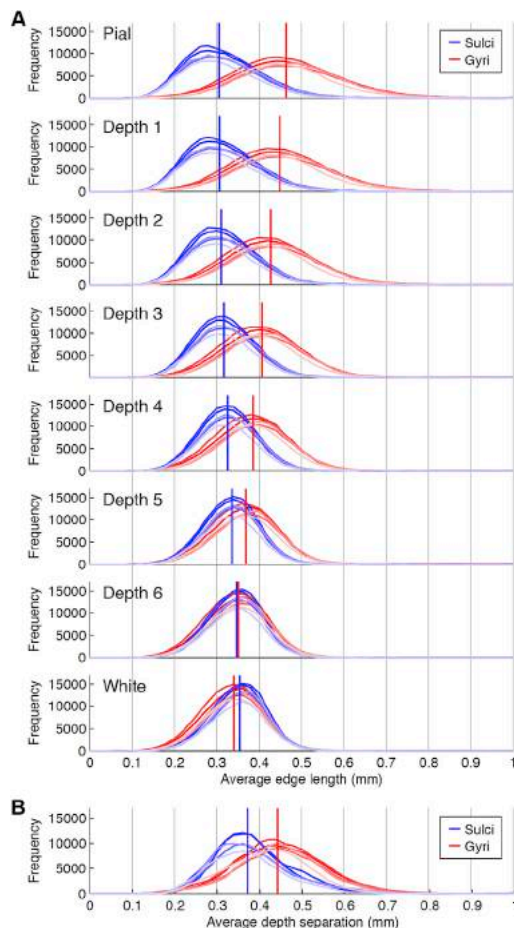 A
Pial
Sulci
Gyri
Frequency
15000
10000
5000
0
Depth 1
Frequency
15000
10000
5000
0
Depth 2
Frequency
15000
10000
5000
0
Depth 3
Frequency
15000
10000
5000
0
Depth 4
Frequency
15000
10000
5000
0
Depth 5
Frequency
15000
10000
5000
0
Depth 6
Frequency
15000
10000
5000
0
White
Frequency
15000
10000
5000
0
0 0.1 0.2 0.3 0.4 0.5 0.6 0.7 0.8 0.9 1
Average edge length (mm)
B
Sulci
Gyri
Frequency
15000
10000
5000
0
0 0.1 0.2 0.3 0.4 0.5 0.6 0.7 0.8 0.9 1
Average depth separation (mm)